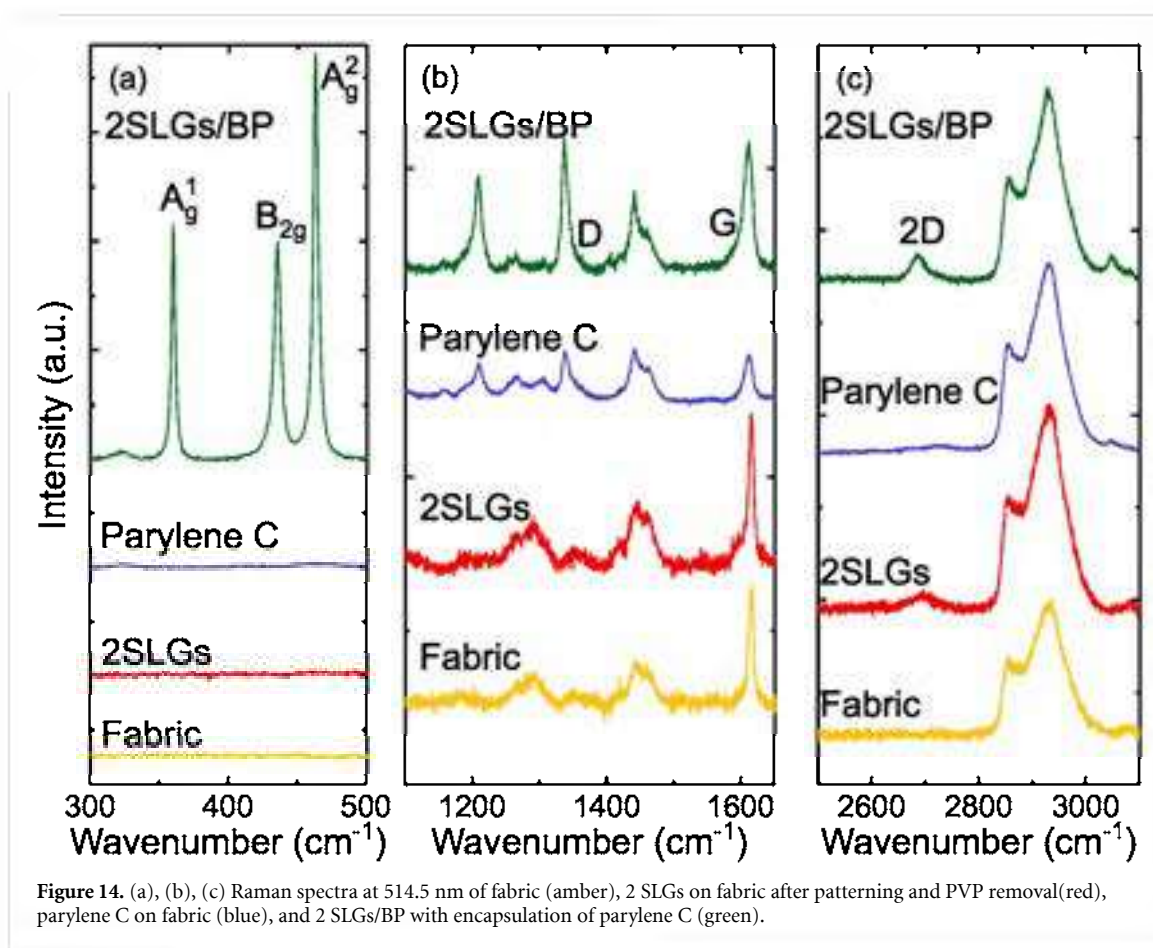 (a)
A_g^2
2SLGs/BP
A_g^1
B_2g
Parylene C
2SLGs
Fabric
300 400 500
Wavenumber (cm⁻¹)
Intensity (a.u.)
(b)
2SLGs/BP
D
G
Parylene C
2SLGs
Fabric
1200 1400 1600
Wavenumber (cm⁻¹)
(c)
2SLGs/BP
2D
Parylene C
2SLGs
Fabric
2600 2800 3000
Wavenumber (cm⁻¹)
Figure 14. (a), (b), (c) Raman spectra at 514.5 nm of fabric (amber), 2 SLGs on fabric after patterning and PVP removal(red),
parylene C on fabric (blue), and 2 SLGs/BP with encapsulation of parylene C (green).